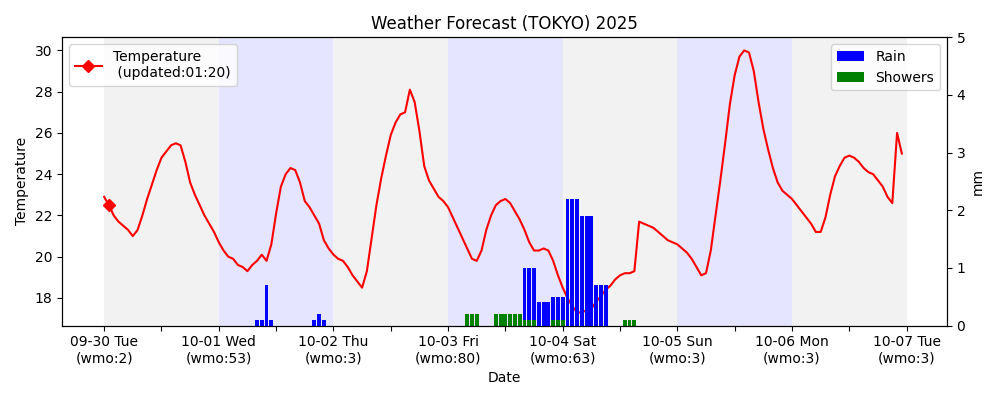 Weather Forecast (TOKYO) 2025
Temperature
(updated:01:20)
Rain
Showers
30
28
26
24
22
20
18
Temperature
5
4
3
2
1
0
mm
09-30 Tue
(wmo:2)
10-01 Wed
(wmo:53)
10-02 Thu
(wmo:3)
10-03 Fri
(wmo:80)
10-04 Sat
(wmo:63)
10-05 Sun
(wmo:3)
10-06 Mon
(wmo:3)
10-07 Tue
(wmo:3)
Date